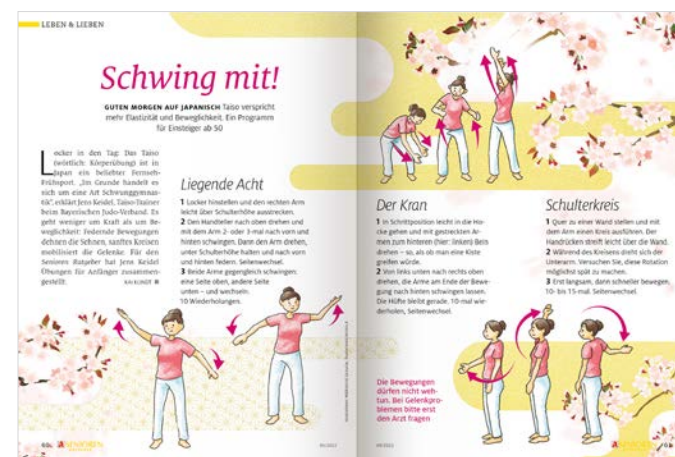 LEBEN & LIEBEN
Schwing mit!
GUTEN MORGEN AUF JAPANISCH Taiso verspricht
mehr Elastizität und Beweglichkeit. Ein Programm
für Einsteiger ab 50
Locker in den Tag: Das Taiso
(wörtlich: Körperübung) ist in
Japan ein beliebter Fernseh-
Frühsport. „Im Grunde handelt es
sich um eine Art Schwunggymnas-
tik“, erklärt Jens Keidel, Taiso-Trainer
beim Bayerischen Judo-Verband. Es
geht weniger um Kraft als um Be-
weglichkeit: Federnde Bewegungen
dehnen die Sehnen, sanftes Kreisen
mobilisiert die Gelenke. Für den
Senioren Ratgeber hat Jens Keidel
Übungen für Anfänger zusammen-
gestellt.
Liegende Acht
1 Locker hinstellen und den rechten Arm
leicht über Schulterhöhe ausstrecken.
2 Den Handteller nach oben drehen und
mit dem Arm 2- oder 3-mal nach vorn und
hinten schwingen. Dann den Arm drehen,
unter Schulterhöhe halten und nach vorn
und hinten federn. Seitenwechsel.
3 Beide Arme gegengleich schwingen:
eine Seite oben, andere Seite
unten – und wechseln.
10 Wiederholungen.
Der Kran
1 In Schrittposition leicht in die Ho-
cke gehen und mit gestreckten Ar-
men zum hinteren (hier: linken) Bein
drehen – so, als ob man eine Kiste
greifen würde.
2 Von links unten nach rechts oben
drehen, die Arme am Ende der Bewe-
gung nach hinten schwingen lassen.
Die Hüfte bleibt gerade. 10-mal wie-
derholen, Seitenwechsel.
Schulterkreis
1 Quer zu einer Wand stellen und mit
dem Arm einen Kreis ausführen. Der
Handrücken streift leicht über die Wand.
2 Während des Kreisens dreht sich der
Unterarm. Versuchen Sie, diese Rotation
möglichst spät zu machen.
3 Erst langsam, dann schneller bewegen.
10- bis 15-mal. Seitenwechsel.
Die Bewegungen
dürfen nicht weh-
tun. Bei Gelenkpro-
blemen bitte erst
den Arzt fragen
SENIOREN
SENIOREN